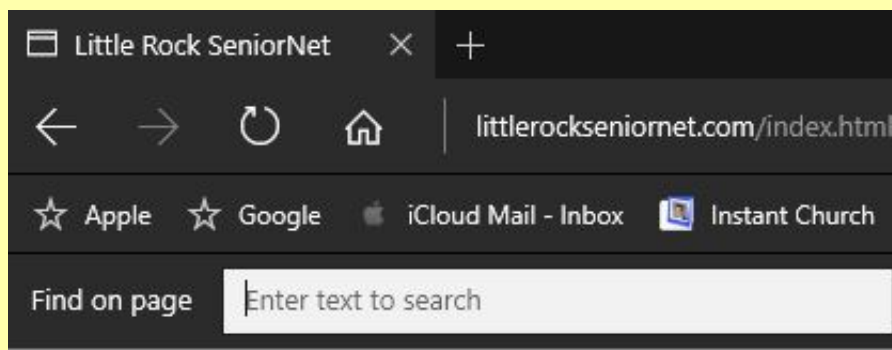 Little Rock SeniorNet
littlerockseniornet.com/index.html
Apple Google iCloud Mail - Inbox Instant Church
Find on page Enter text to search